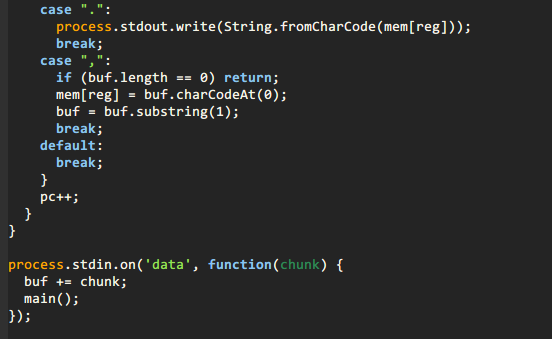 case ".":
process.stdout.write(String.fromCharCode(mem[reg]));
break;
case ",":
if (buf.length == 0) return;
mem[reg] = buf.charCodeAt(0);
buf = buf.substring(1);
break;
default:
break;
}
pc++;
}
}
process.stdin.on('data', function(chunk) {
buf += chunk;
main();
});